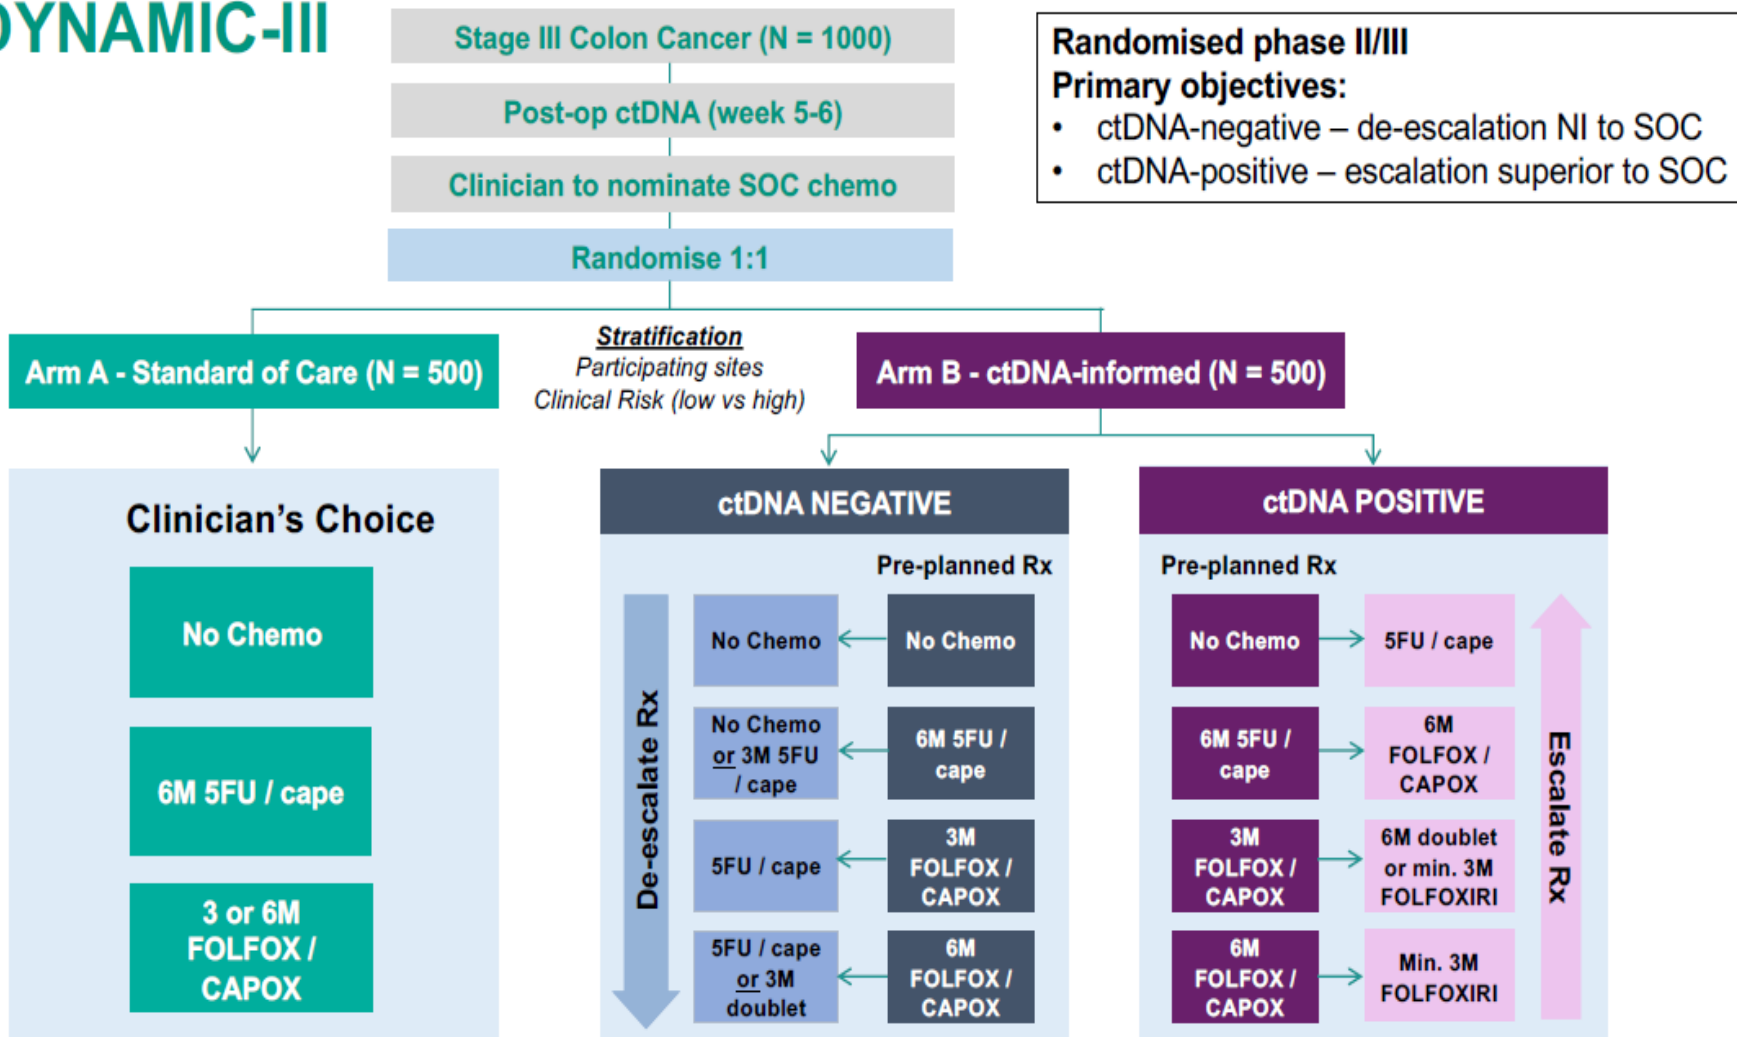 DYNAMIC-III
Stage III Colon Cancer (N = 1000)
Post-op ctDNA (week 5-6)
Clinician to nominate SOC chemo
Randomise 1:1
Randomised phase II/III
Primary objectives:
• ctDNA-negative – de-escalation NI to SOC
• ctDNA-positive – escalation superior to SOC
Arm A - Standard of Care (N = 500)
Stratification
Participating sites
Clinical Risk (low vs high)
Arm B - ctDNA-informed (N = 500)
Clinician's Choice
No Chemo
6M 5FU / cape
3 or 6M
FOLFOX /
CAPOX
ctDNA NEGATIVE
Pre-planned Rx
De-escalate Rx
No Chemo
No Chemo
No Chemo
or 3M 5FU
/ cape
6M 5FU /
cape
5FU / cape
3M
FOLFOX /
CAPOX
5FU / cape
or 3M
doublet
6M
FOLFOX /
CAPOX
ctDNA POSITIVE
Pre-planned Rx
No Chemo
5FU / cape
6M 5FU /
cape
6M
FOLFOX /
CAPOX
3M
FOLFOX /
CAPOX
6M doublet
or min. 3M
FOLFOXIRI
6M
FOLFOX /
CAPOX
Min. 3M
FOLFOXIRI
Escalate Rx